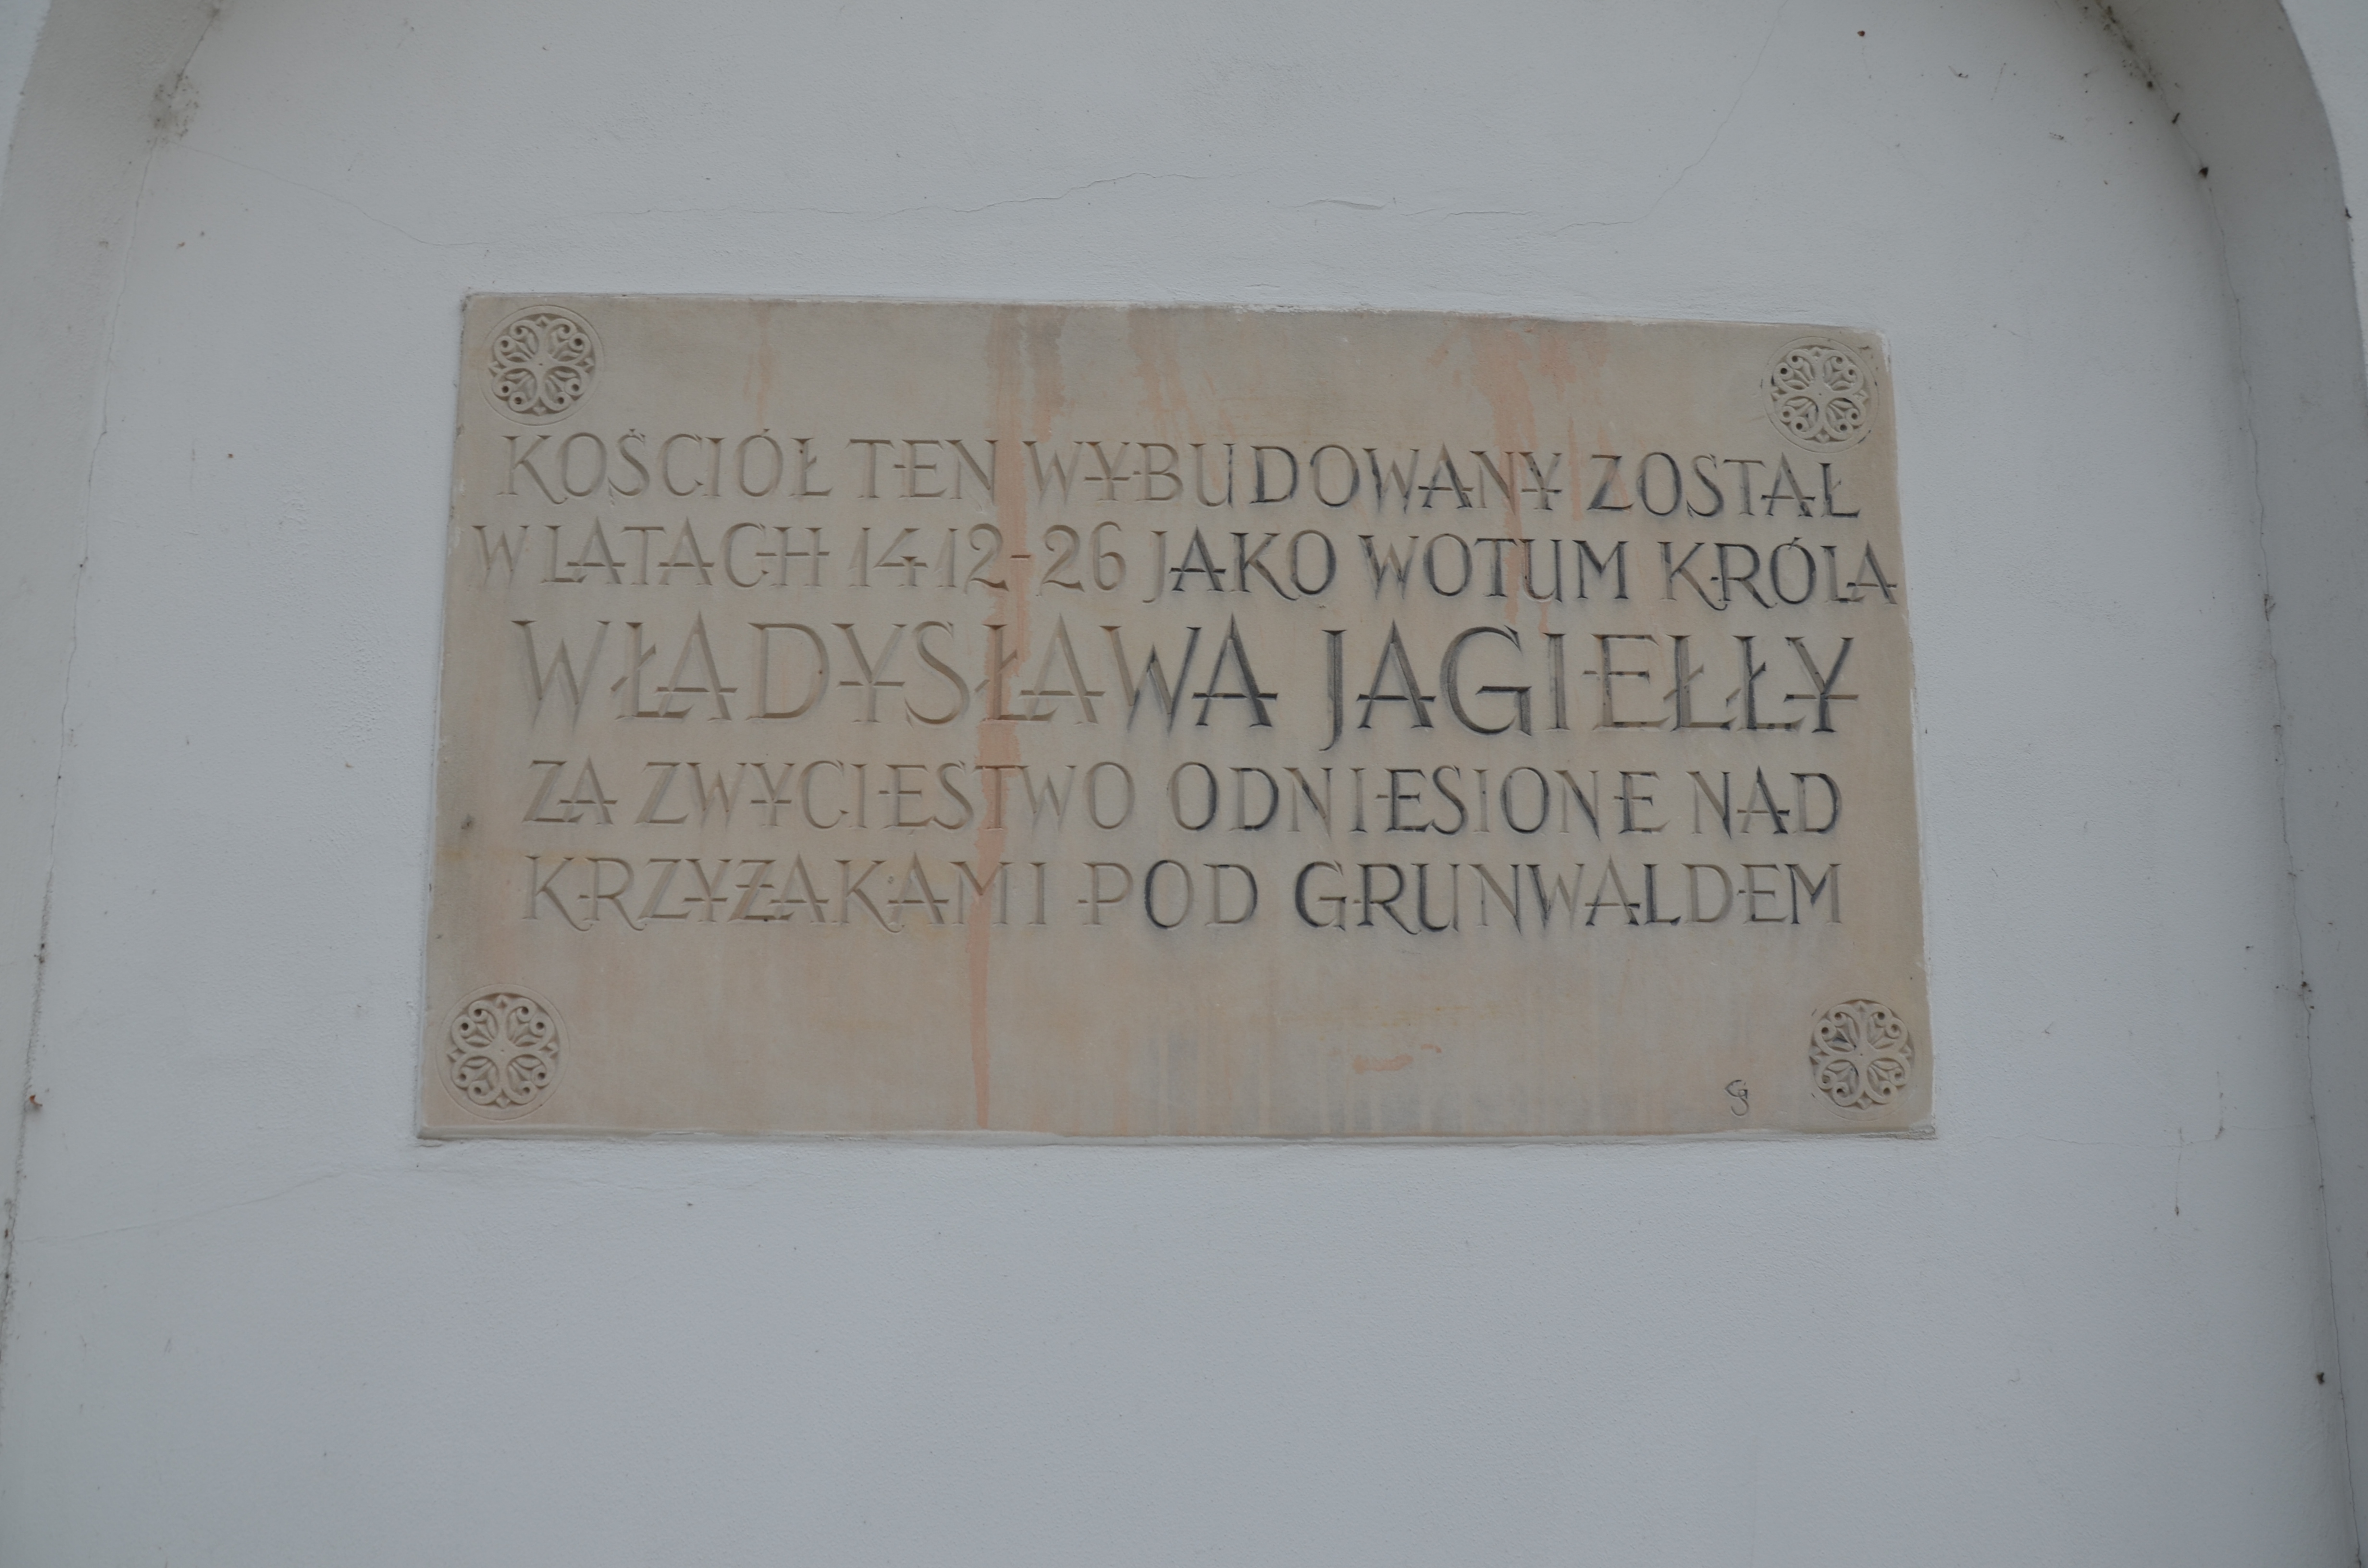 KOŚCIÓŁ TEN WYBUDOWANY ZOSTAŁ
W LATACH 1412-26 JAKO WOTUM KRÓLA
WŁADYSŁAWA JAGIEŁŁY
ZA ZWYCIĘSTWO ODNIESIONE NAD
KRZYŻAKAMI POD GRUNWALDEM